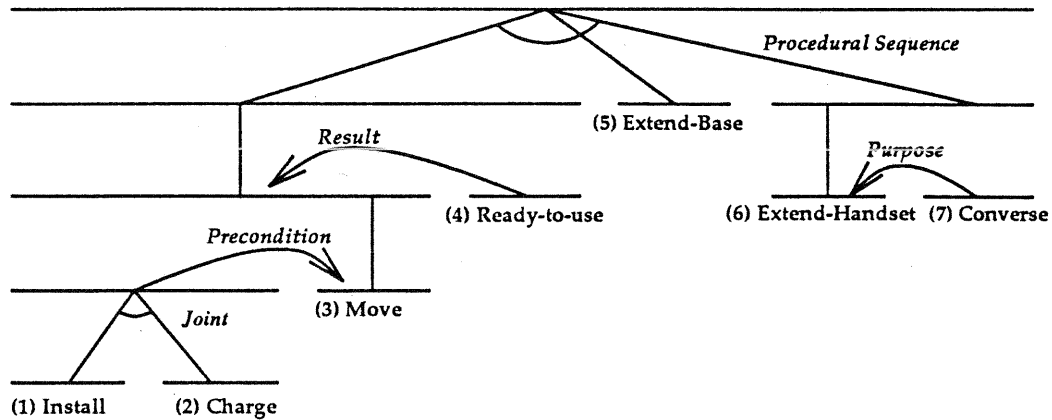 Procedural Sequence
(5) Extend-Base
Result
Purpose
(4) Ready-to-use
(6) Extend-Handset
(7) Converse
Precondition
(3) Move
Joint
(1) Install
(2) Charge